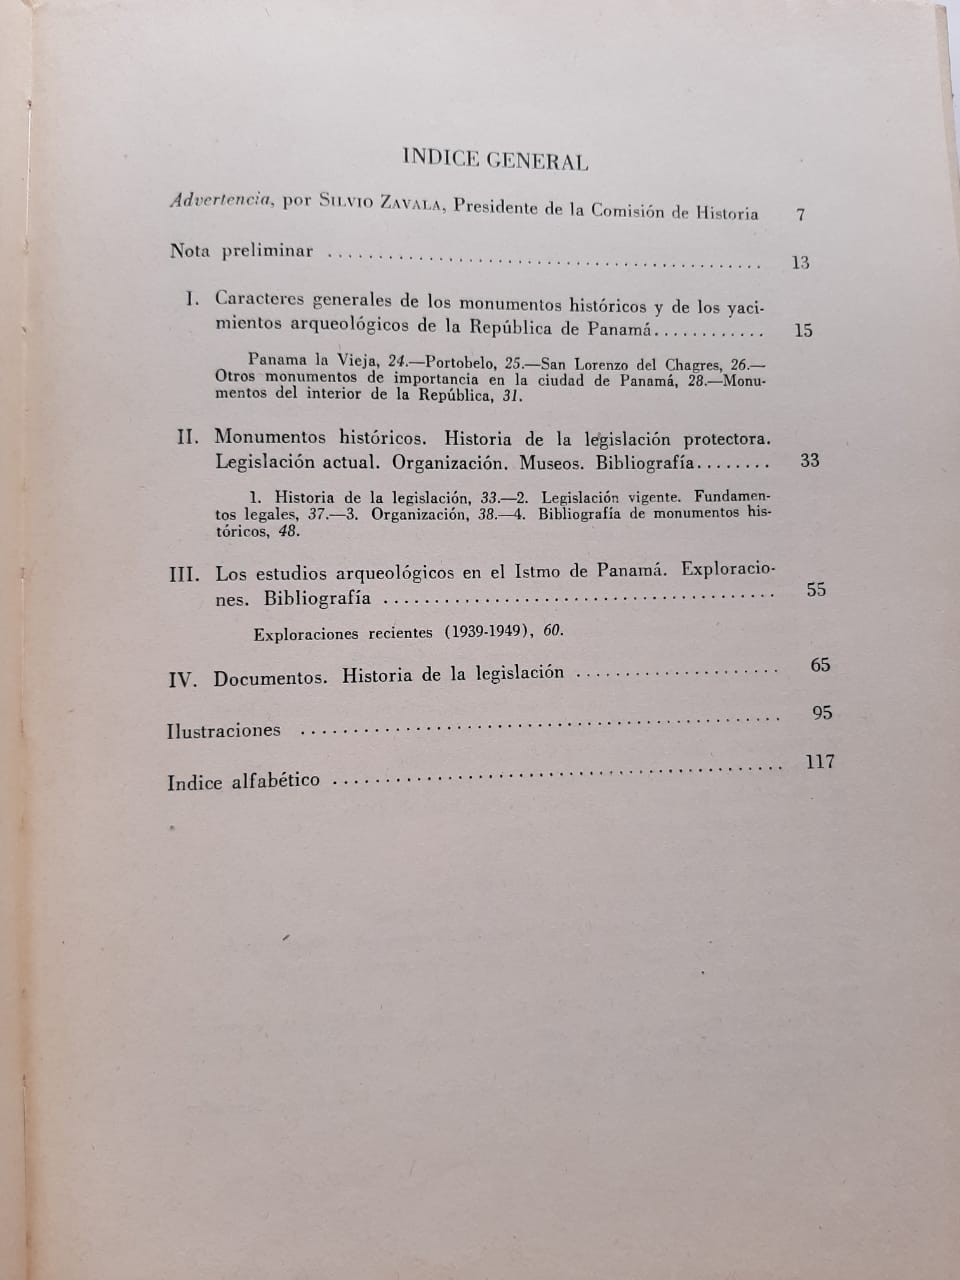 INDICE GENERAL
Advertencia, por SILVIO ZAVALA, Presidente de la Comisión de Historia 7
Nota preliminar ........................................ 13
I. Caracteres generales de los monumentos históricos y de los yaci-
mientos arqueológicos de la República de Panamá............ 15
Panama la Vieja, 24.—Portobelo, 25.—San Lorenzo del Chagres, 26.—
Otros monumentos de importancia en la ciudad de Panamá, 28.—Monu-
mentos del interior de la República, 31.
II. Monumentos históricos. Historia de la legislación protectora.
Legislación actual. Organización. Museos. Bibliografía........ 33
1. Historia de la legislación, 33.—2. Legislación vigente. Fundamen-
tos legales, 37.—3. Organización, 38.—4. Bibliografía de monumentos his-
tóricos, 48.
III. Los estudios arqueológicos en el Istmo de Panamá. Exploracio-
nes. Bibliografía ...................................... 55
Exploraciones recientes (1939-1949), 60.
IV. Documentos. Historia de la legislación .................... 65
Ilustraciones ............................................ 95
Indice alfabético .......................................... 117